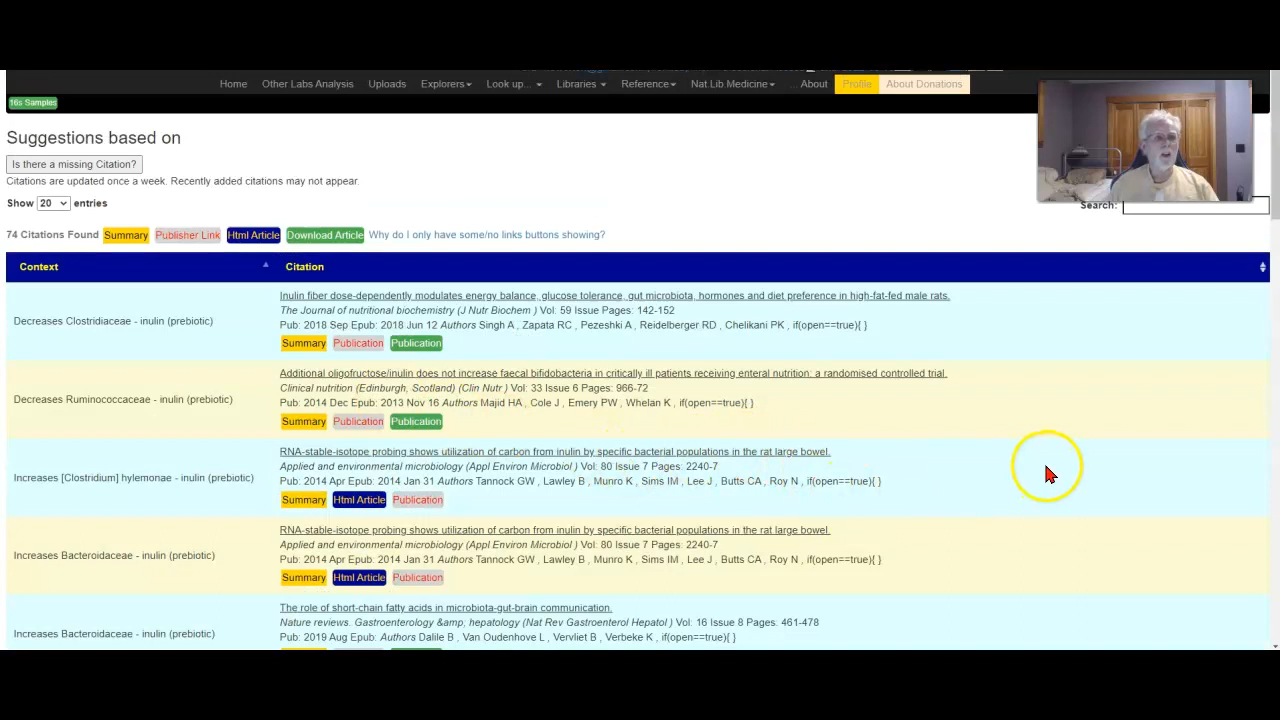 Home Other Labs Analysis Uploads Explorers Look up... Libraries Reference Nat.Lib.Medicine ... About Profile About Donations
16s Samples
Suggestions based on
Is there a missing Citation?
Citations are updated once a week. Recently added citations may not appear.
Show 20 entries
Search:
74 Citations Found Summary Publisher Link Html Article Download Article Why do I only have some/no links buttons showing?
Context Citation
Inulin fiber dose-dependently modulates energy balance, glucose tolerance, gut microbiota, hormones and diet preference in high-fat-fed male rats.
The Journal of nutritional biochemistry (J Nutr Biochem ) Vol: 59 Issue Pages: 142-152
Decreases Clostridiaceae - inulin (prebiotic)
Pub: 2018 Sep Epub: 2018 Jun 12 Authors Singh A , Zapata RC , Pezeshki A , Reidelberger RD , Chelikani PK , if(open==true){ }
Summary Publication Publication
Additional oligofructose/inulin does not increase faecal bifidobacteria in critically ill patients receiving enteral nutrition: a randomised controlled trial.
Clinical nutrition (Edinburgh, Scotland) (Clin Nutr ) Vol: 33 Issue 6 Pages: 966-72
Decreases Ruminococcaceae - inulin (prebiotic)
Pub: 2014 Dec Epub: 2013 Nov 16 Authors Majid HA , Cole J , Emery PW , Whelan K , if(open==true){ }
Summary Publication Publication
RNA-stable-isotope probing shows utilization of carbon from inulin by specific bacterial populations in the rat large bowel.
Applied and environmental microbiology (Appl Environ Microbiol ) Vol: 80 Issue 7 Pages: 2240-7
Increases [Clostridium] hylemonae - inulin (prebiotic)
Pub: 2014 Apr Epub: 2014 Jan 31 Authors Tannock GW , Lawley B , Munro K , Sims IM , Lee J , Butts CA , Roy N , if(open==true){ }
Summary Html Article Publication
RNA-stable-isotope probing shows utilization of carbon from inulin by specific bacterial populations in the rat large bowel.
Applied and environmental microbiology (Appl Environ Microbiol ) Vol: 80 Issue 7 Pages: 2240-7
Increases Bacteroidaceae - inulin (prebiotic)
Pub: 2014 Apr Epub: 2014 Jan 31 Authors Tannock GW , Lawley B , Munro K , Sims IM , Lee J , Butts CA , Roy N , if(open==true){ }
Summary Html Article Publication
The role of short-chain fatty acids in microbiota-gut-brain communication.
Nature reviews. Gastroenterology &amp; hepatology (Nat Rev Gastroenterol Hepatol ) Vol: 16 Issue 8 Pages: 461-478
Increases Bacteroidaceae - inulin (prebiotic)
Pub: 2019 Aug Epub: Authors Dalile B , Van Oudenhove L , Vervliet B , Verbeke K , if(open==true){ }